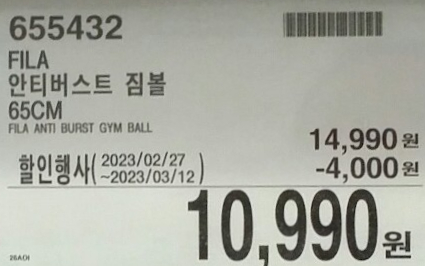 655432
FILA
안티버스트 짐볼
65CM
FILA ANTI BURST GYM BALL
14,990원
할인행사(2023/02/27
~2023/03/12)
-4,000원
10,990원
26AOI